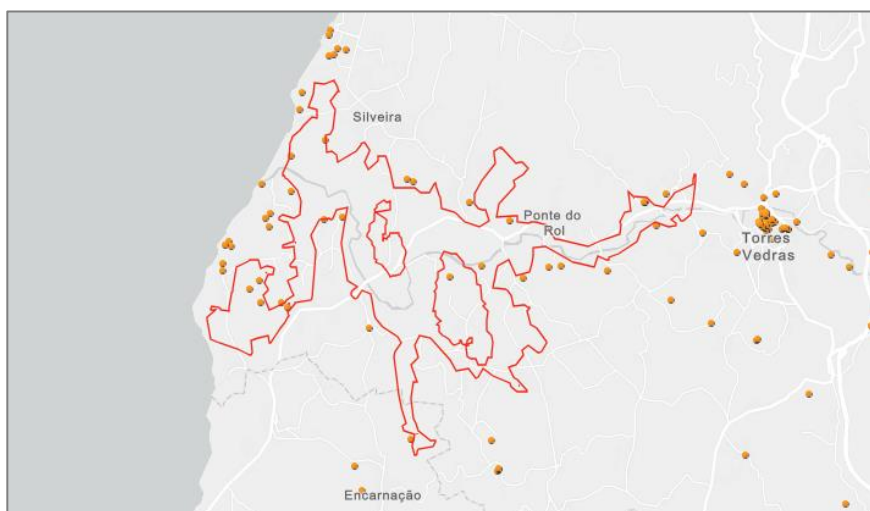 Silveira
Ponte do
Rol
Torres
Vedras
Encarnação